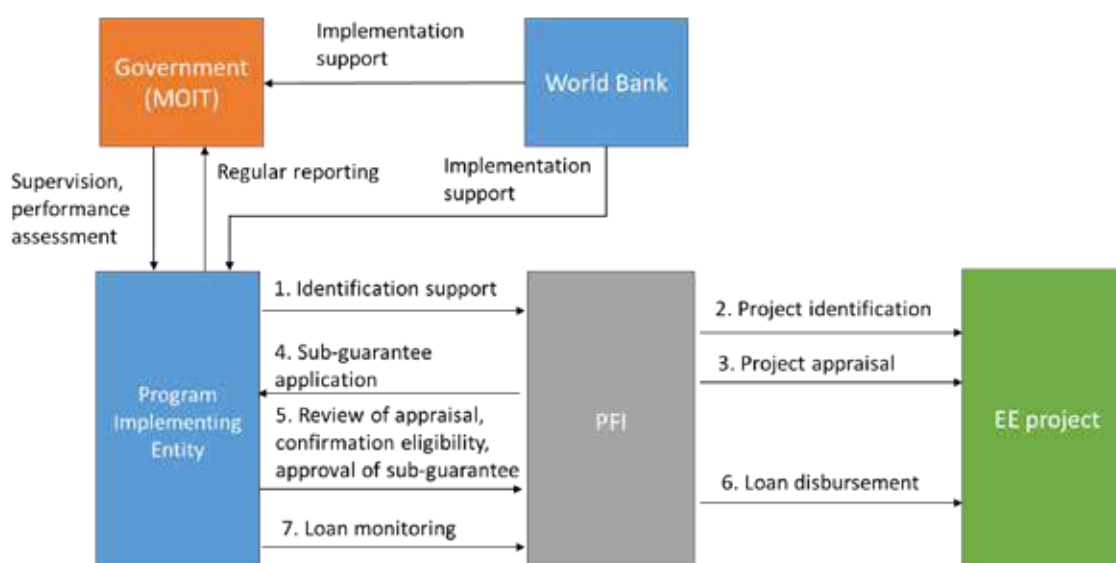 Implementation
support
Government
(MOIT)
World Bank
Regular reporting
Implementation
support
Supervision,
performance
assessment
1. Identification support
2. Project identification
4. Sub-guarantee
application
3. Project appraisal
Program
Implementing
Entity
5. Review of appraisal,
confirmation eligibility,
approval of sub-guarantee
PFI
EE project
6. Loan disbursement
7. Loan monitoring